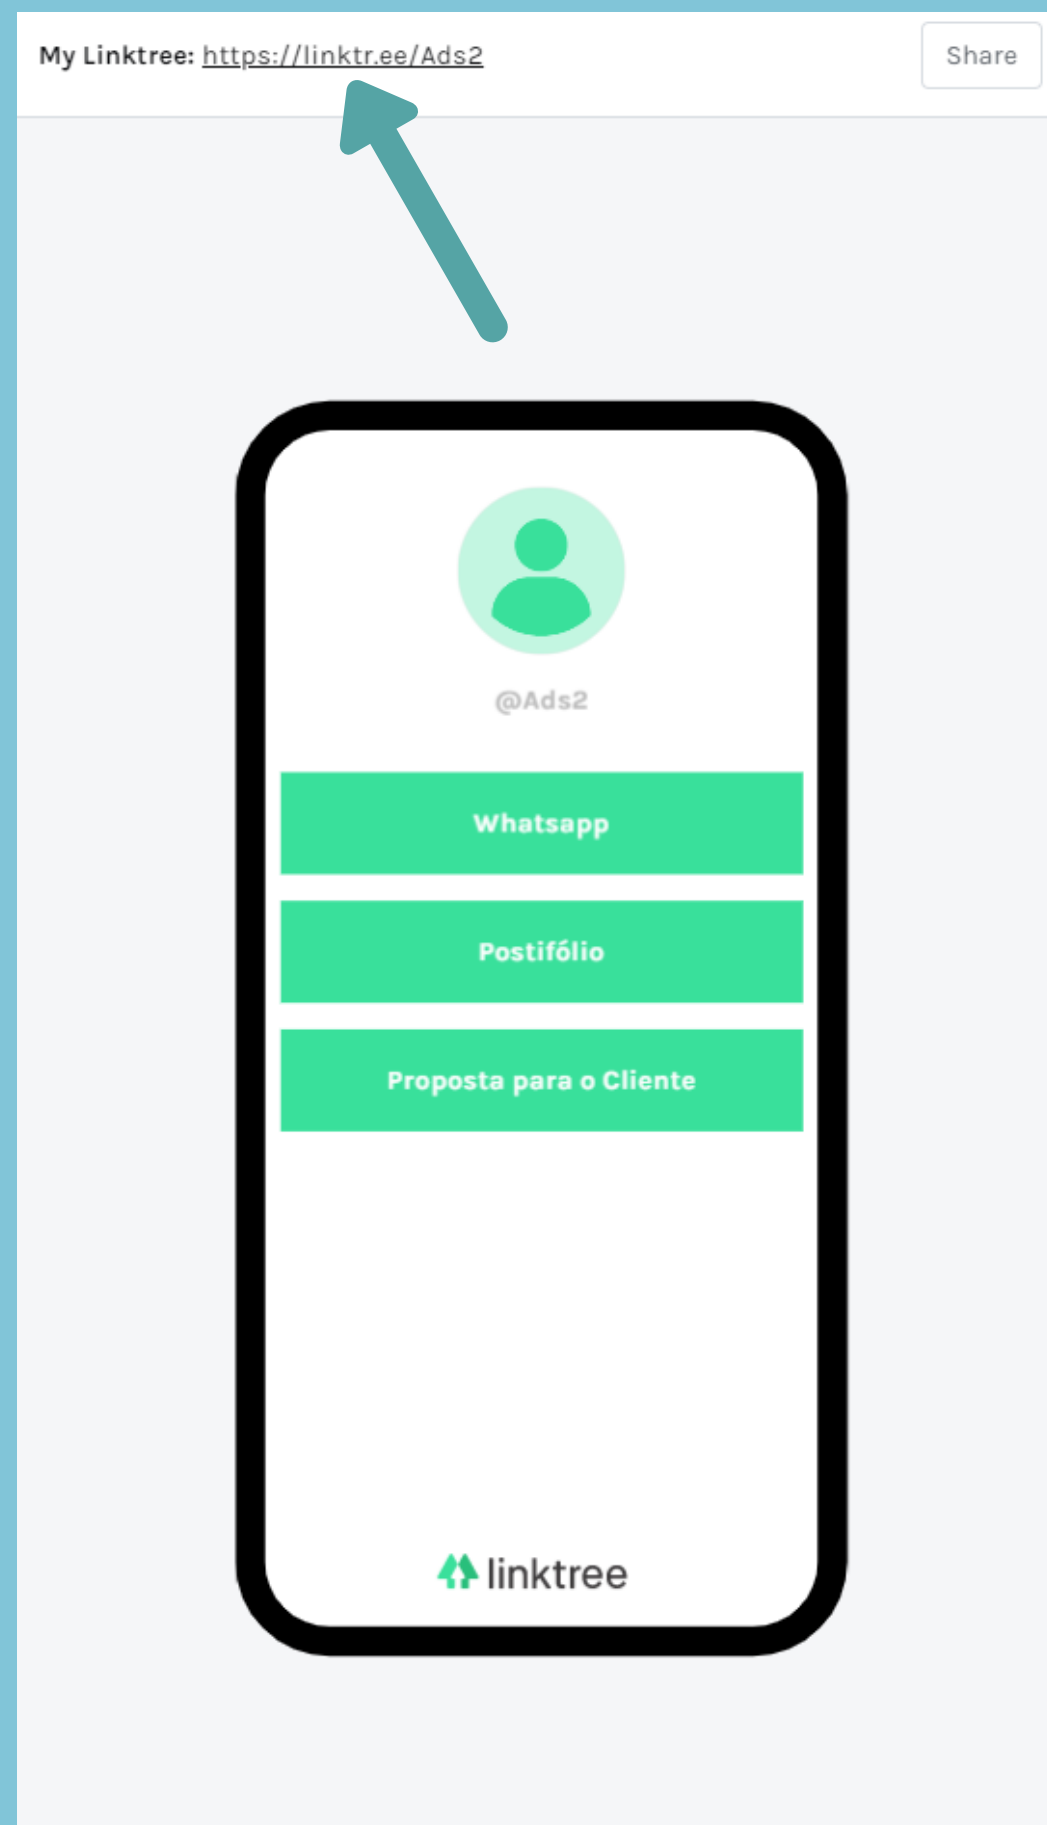 My Linktree: https://linktr.ee/Ads2
Share
@Ads2
Whatsapp
Postifólio
Proposta para o Cliente
linktree